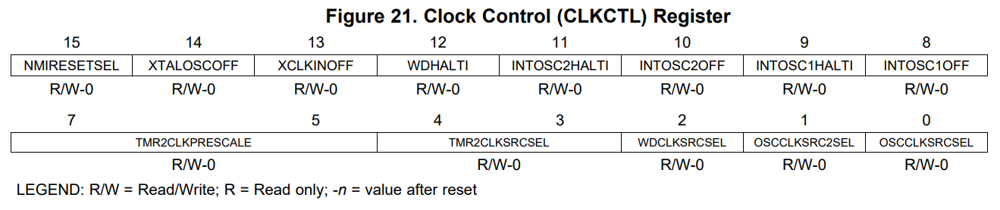 Figure 21. Clock Control (CLKCTL) Register
15 14 13 12 11 10 9 8
NMIRESETSEL XTALOSCOFF XCLKINOFF WDHALTI INTOSC2HALTI INTOSC2OFF INTOSC1HALTI INTOSC1OFF
R/W-0 R/W-0 R/W-0 R/W-0 R/W-0 R/W-0 R/W-0 R/W-0
7 5 4 3 2 1 0
TMR2CLKPRESCALE TMR2CLKSRCSEL WDCLKSRCSEL OSCCLKSRC2SEL OSCCLKSRCSEL
R/W-0 R/W-0 R/W-0 R/W-0 R/W-0
LEGEND: R/W = Read/Write; R = Read only; -n = value after reset